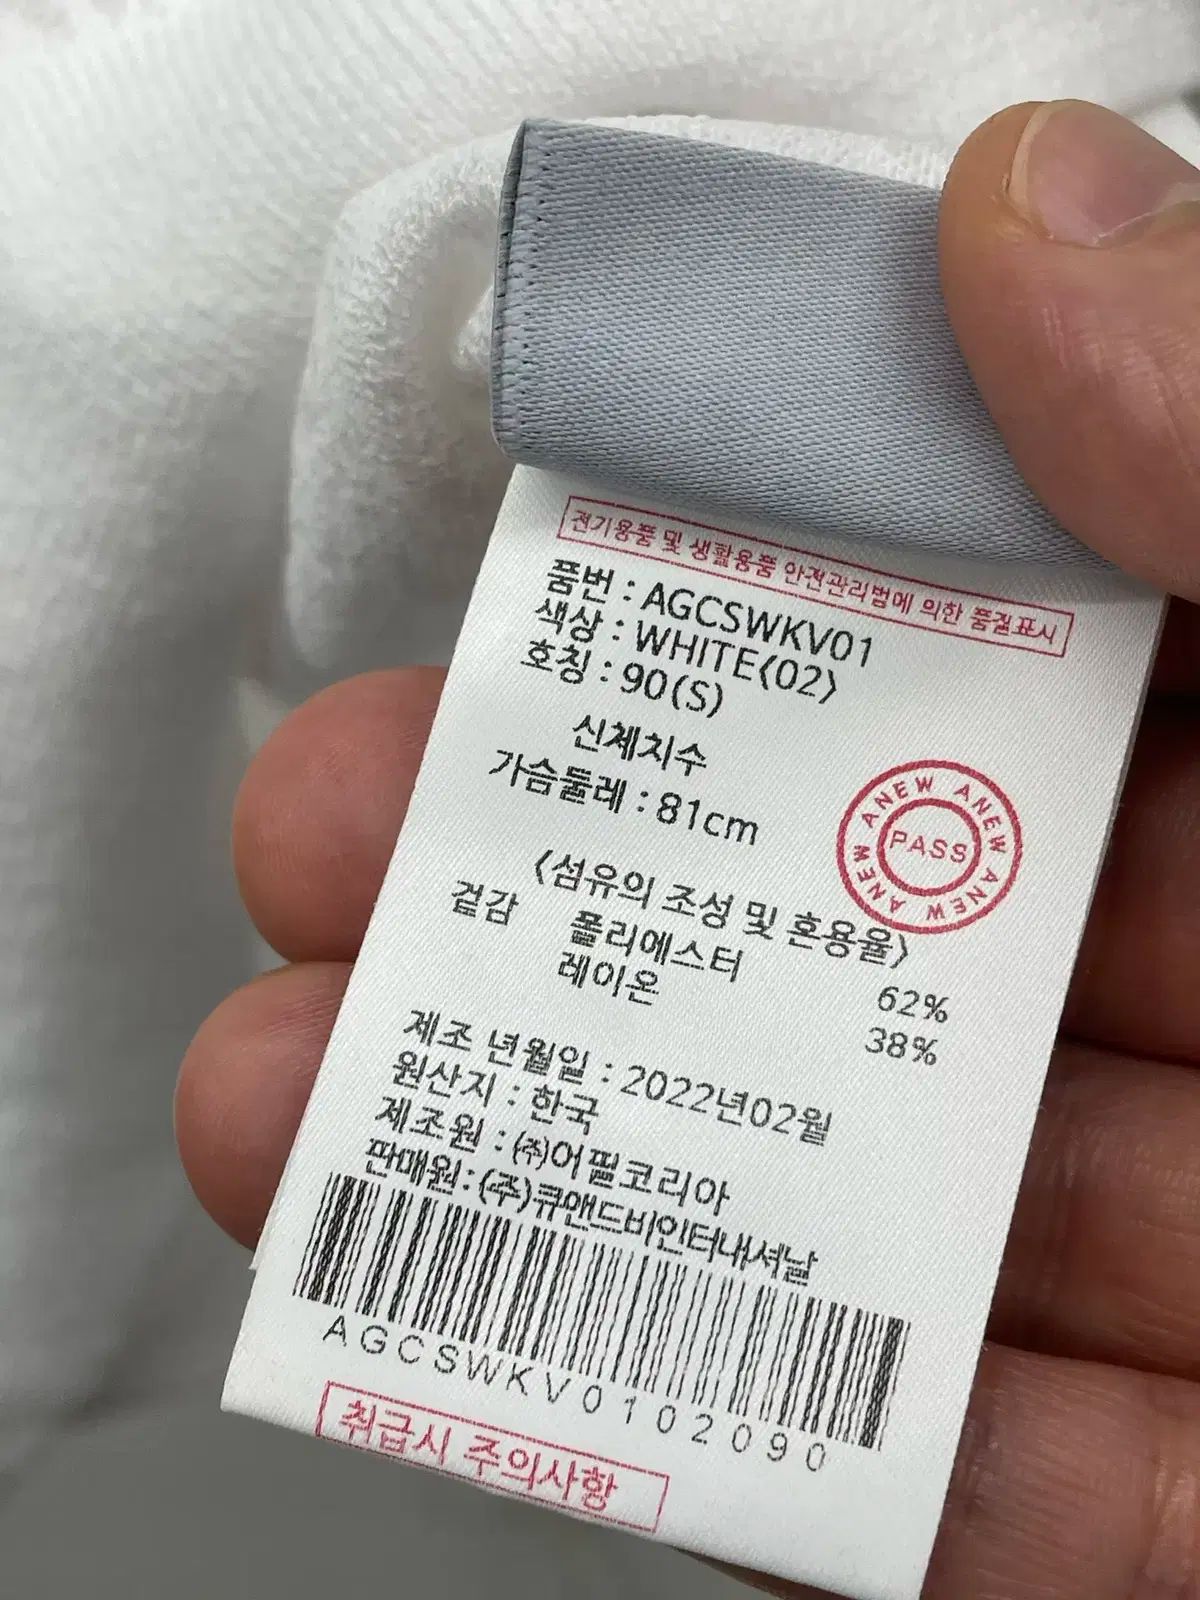 전기용품 및 생활용품 안전관리법에 의한 품질표시
품번 : AGCSWKV01
색상 : WHITE(02)
호칭 : 90(S)
신체치수
가슴둘레 : 81cm
ANEW ANEW ANEW ANEW
PASS
<섬유의 조성 및 혼용율>
겉감 폴리에스터 62%
레이온 38%
제조 년월일 : 2022년02월
원산지 : 한국
제조원 : (주)어필코리아
판매원 : (주)큐앤드비인터내셔날
AGCSWKV0102090
취급시 주의사항